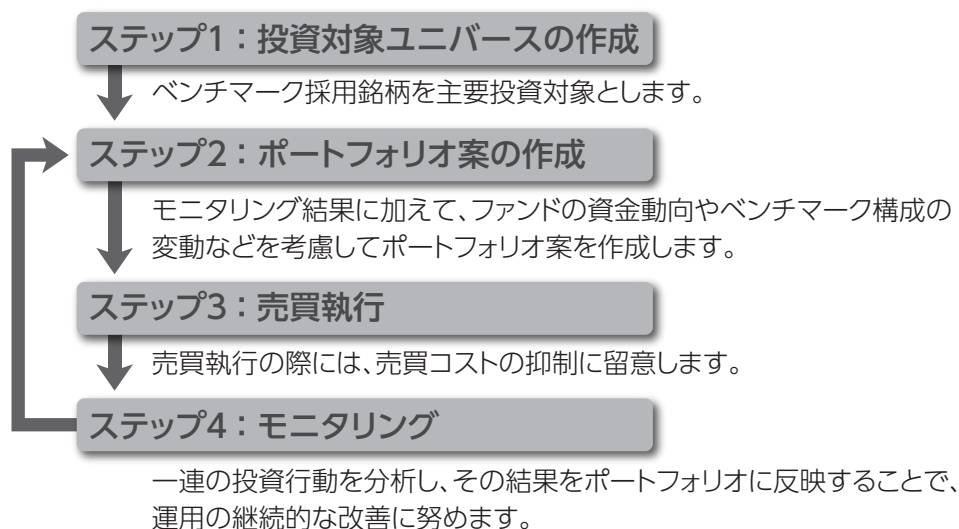 ステップ1：投資対象ユニバースの作成
ベンチマーク採用銘柄を主要投資対象とします。
ステップ2：ポートフォリオ案の作成
モニタリング結果に加えて、ファンドの資金動向やベンチマーク構成の
変動などを考慮してポートフォリオ案を作成します。
ステップ3：売買執行
売買執行の際には、売買コストの抑制に留意します。
ステップ4：モニタリング
一連の投資行動を分析し、その結果をポートフォリオに反映することで、
運用の継続的な改善に努めます。